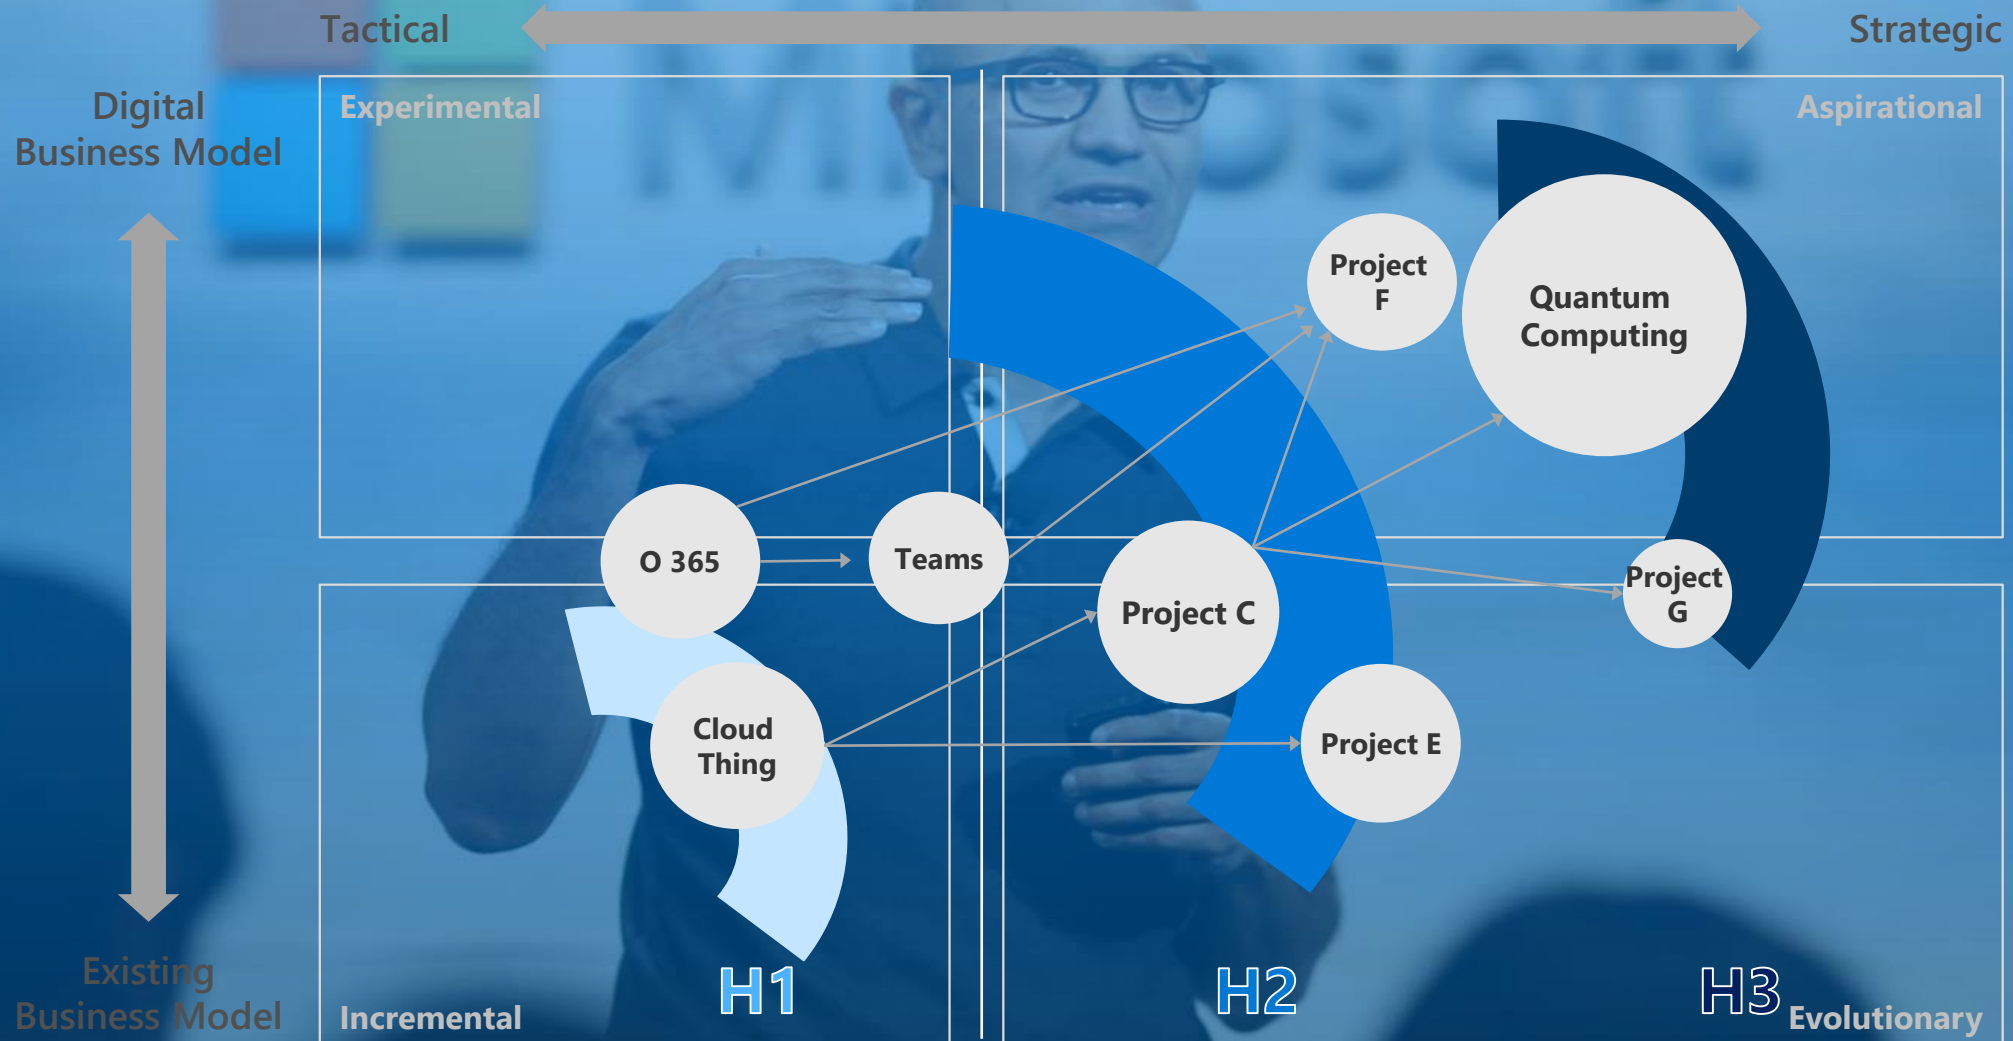 Tactical
Strategic
Digital
Business Model
Experimental
Aspirational
Microsoft
Project
F
Quantum
Computing
O 365
Teams
Project C
Project
G
Cloud
Thing
Project E
Existing
Business Model
Incremental
H1
H2
H3
Evolutionary